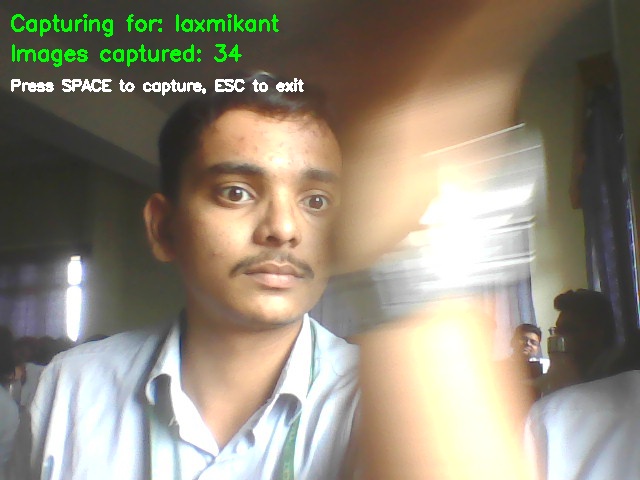 Capturing for: laxmikant
Images captured: 34
Press SPACE to capture, ESC to exit